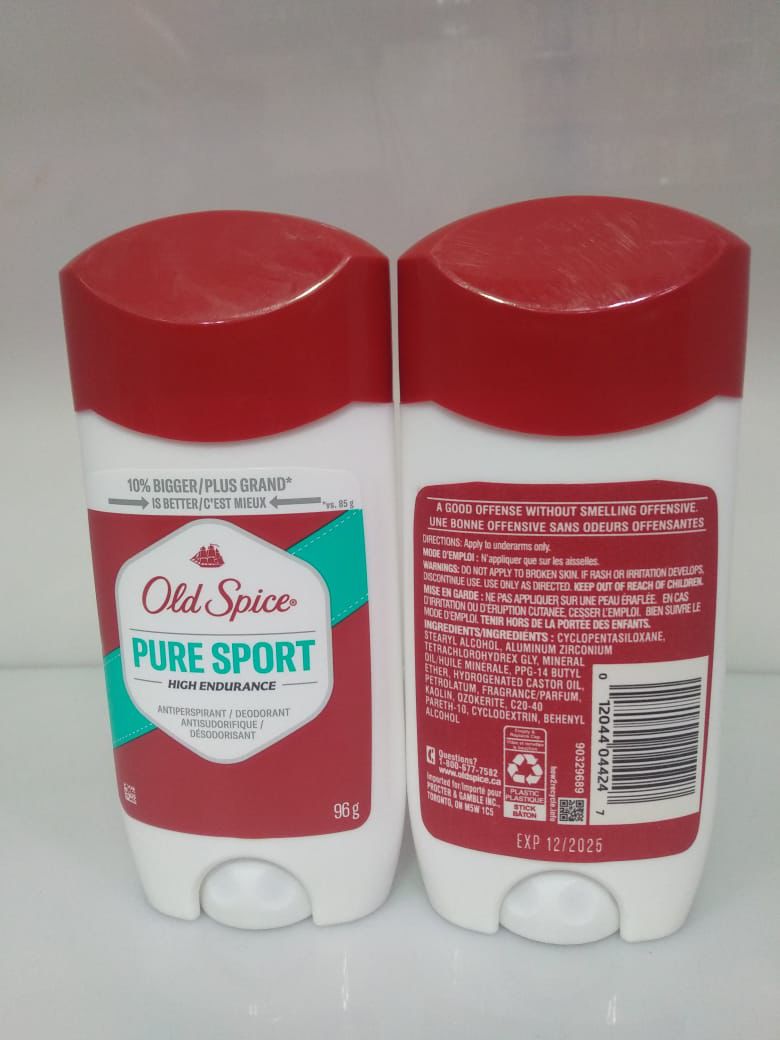 10% BIGGER/PLUS GRAND*
IS BETTER/C'EST MIEUX
*vs. 85 g
Old Spice®
PURE SPORT
HIGH ENDURANCE
ANTIPERSPIRANT / DEODORANT
ANTISUDORIFIQUE /
DÉSODORISANT
96 g
A GOOD OFFENSE WITHOUT SMELLING OFFENSIVE.
UNE BONNE OFFENSIVE SANS ODEURS OFFENSANTES
DIRECTIONS: Apply to underarms only.
MODE D'EMPLOI : N'appliquer que sur les aisselles.
WARNINGS: DO NOT APPLY TO BROKEN SKIN. IF RASH OR IRRITATION DEVELOPS,
DISCONTINUE USE. USE ONLY AS DIRECTED. KEEP OUT OF REACH OF CHILDREN.
MISE EN GARDE : NE PAS APPLIQUER SUR UNE PEAU ÉRAFLÉE. EN CAS
D'IRRITATION OU D'ÉRUPTION CUTANÉE, CESSER L'EMPLOI. BIEN SUIVRE LE
MODE D'EMPLOI. TENIR HORS DE LA PORTÉE DES ENFANTS.
INGREDIENTS/INGRÉDIENTS : CYCLOPENTASILOXANE,
STEARYL ALCOHOL, ALUMINUM ZIRCONIUM
TETRACHLOROHYDREX GLY, MINERAL
OIL/HUILE MINERALE, PPG-14 BUTYL
ETHER, HYDROGENATED CASTOR OIL,
PETROLATUM, FRAGRANCE/PARFUM,
KAOLIN, OZOKERITE, C20-40
PARETH-10, CYCLODEXTRIN, BEHENYL
ALCOHOL
Questions?
1-800-677-7582
www.oldspice.ca
Imported for/Importé pour
PROCTER & GAMBLE INC.,
TORONTO, ON M5W 1C5
Empty &
Replace Cap
PLASTIC
PLASTIQUE
STICK
BÂTON
how2recycle.info
90329689
0 12044 04424 7
EXP 12/2025